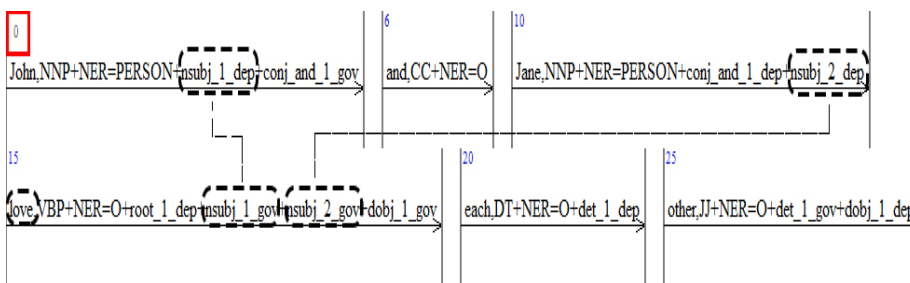 0 6 10
John,NNP+NER=PERSON+nsubj_1_dep+conj_and_1_gov and,CC+NER=O Jane,NNP+NER=PERSON+conj_and_1_dep+nsubj_2_dep
15 20 25
love,VBP+NER=O+root_1_dep+nsubj_1_gov+nsubj_2_gov+dobj_1_gov each,DT+NER=O+det_1_dep other,JJ+NER=O+det_1_gov+dobj_1_dep